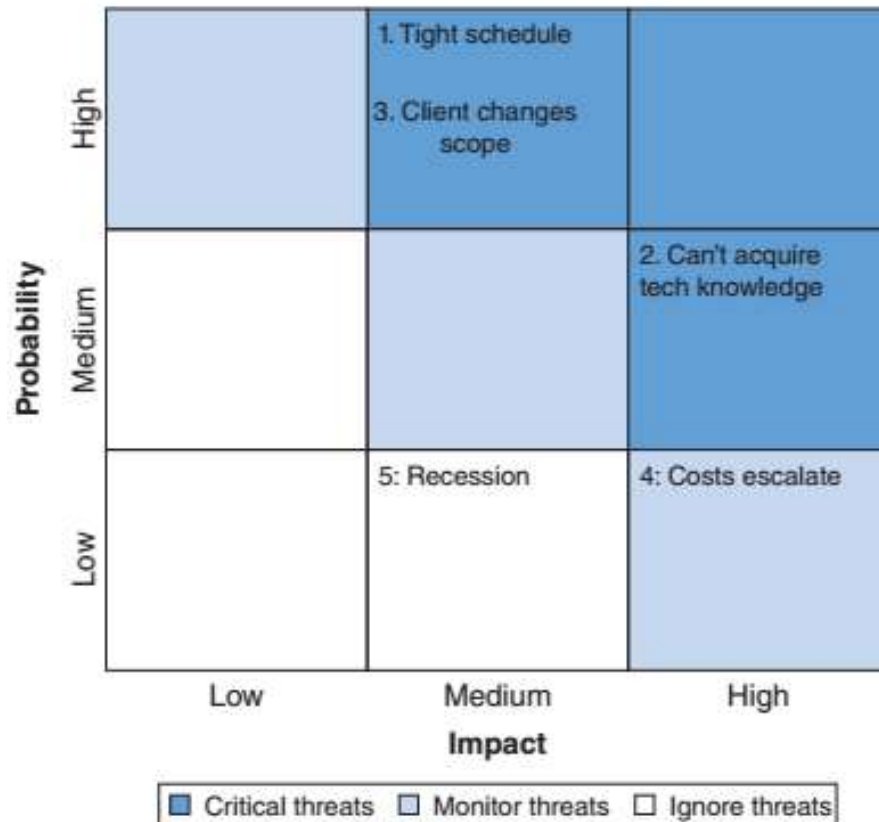 1. Tight schedule
3. Client changes
scope
High
2. Can't acquire
tech knowledge
Medium
Probability
5: Recession
4: Costs escalate
Low
Low
Medium
High
Impact
Critical threats
Monitor threats
Ignore threats